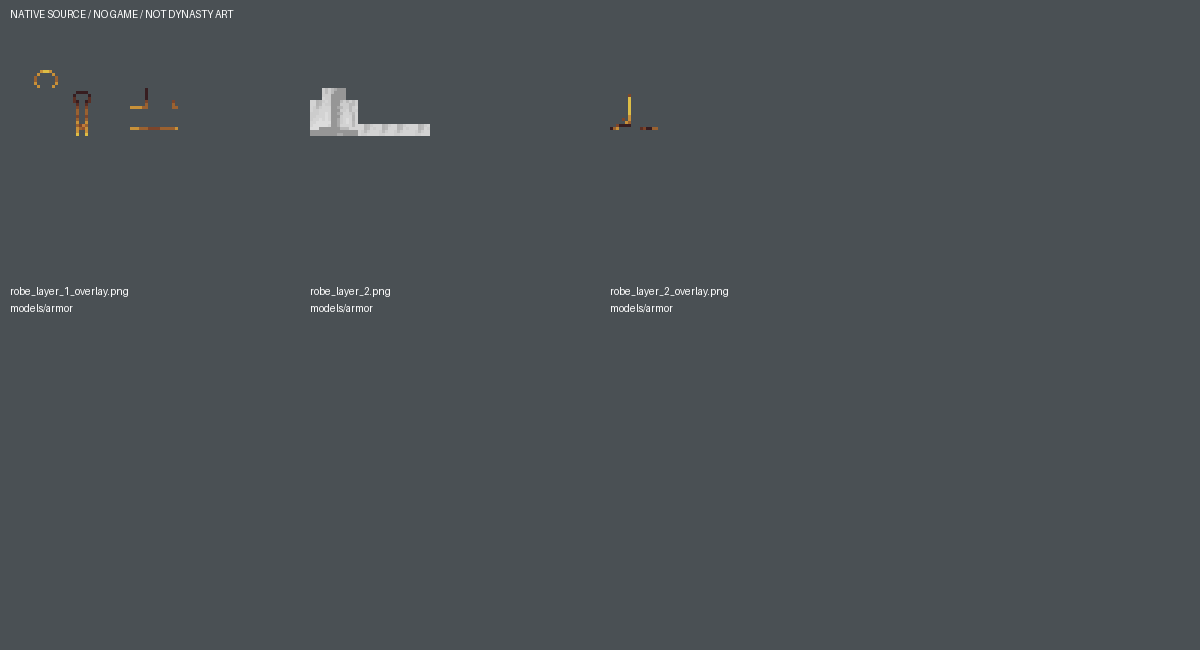 NATIVE SOURCE / NO GAME / NOT DYNASTY ART
robe_layer_1_overlay.png
models/armor
robe_layer_2.png
models/armor
robe_layer_2_overlay.png
models/armor